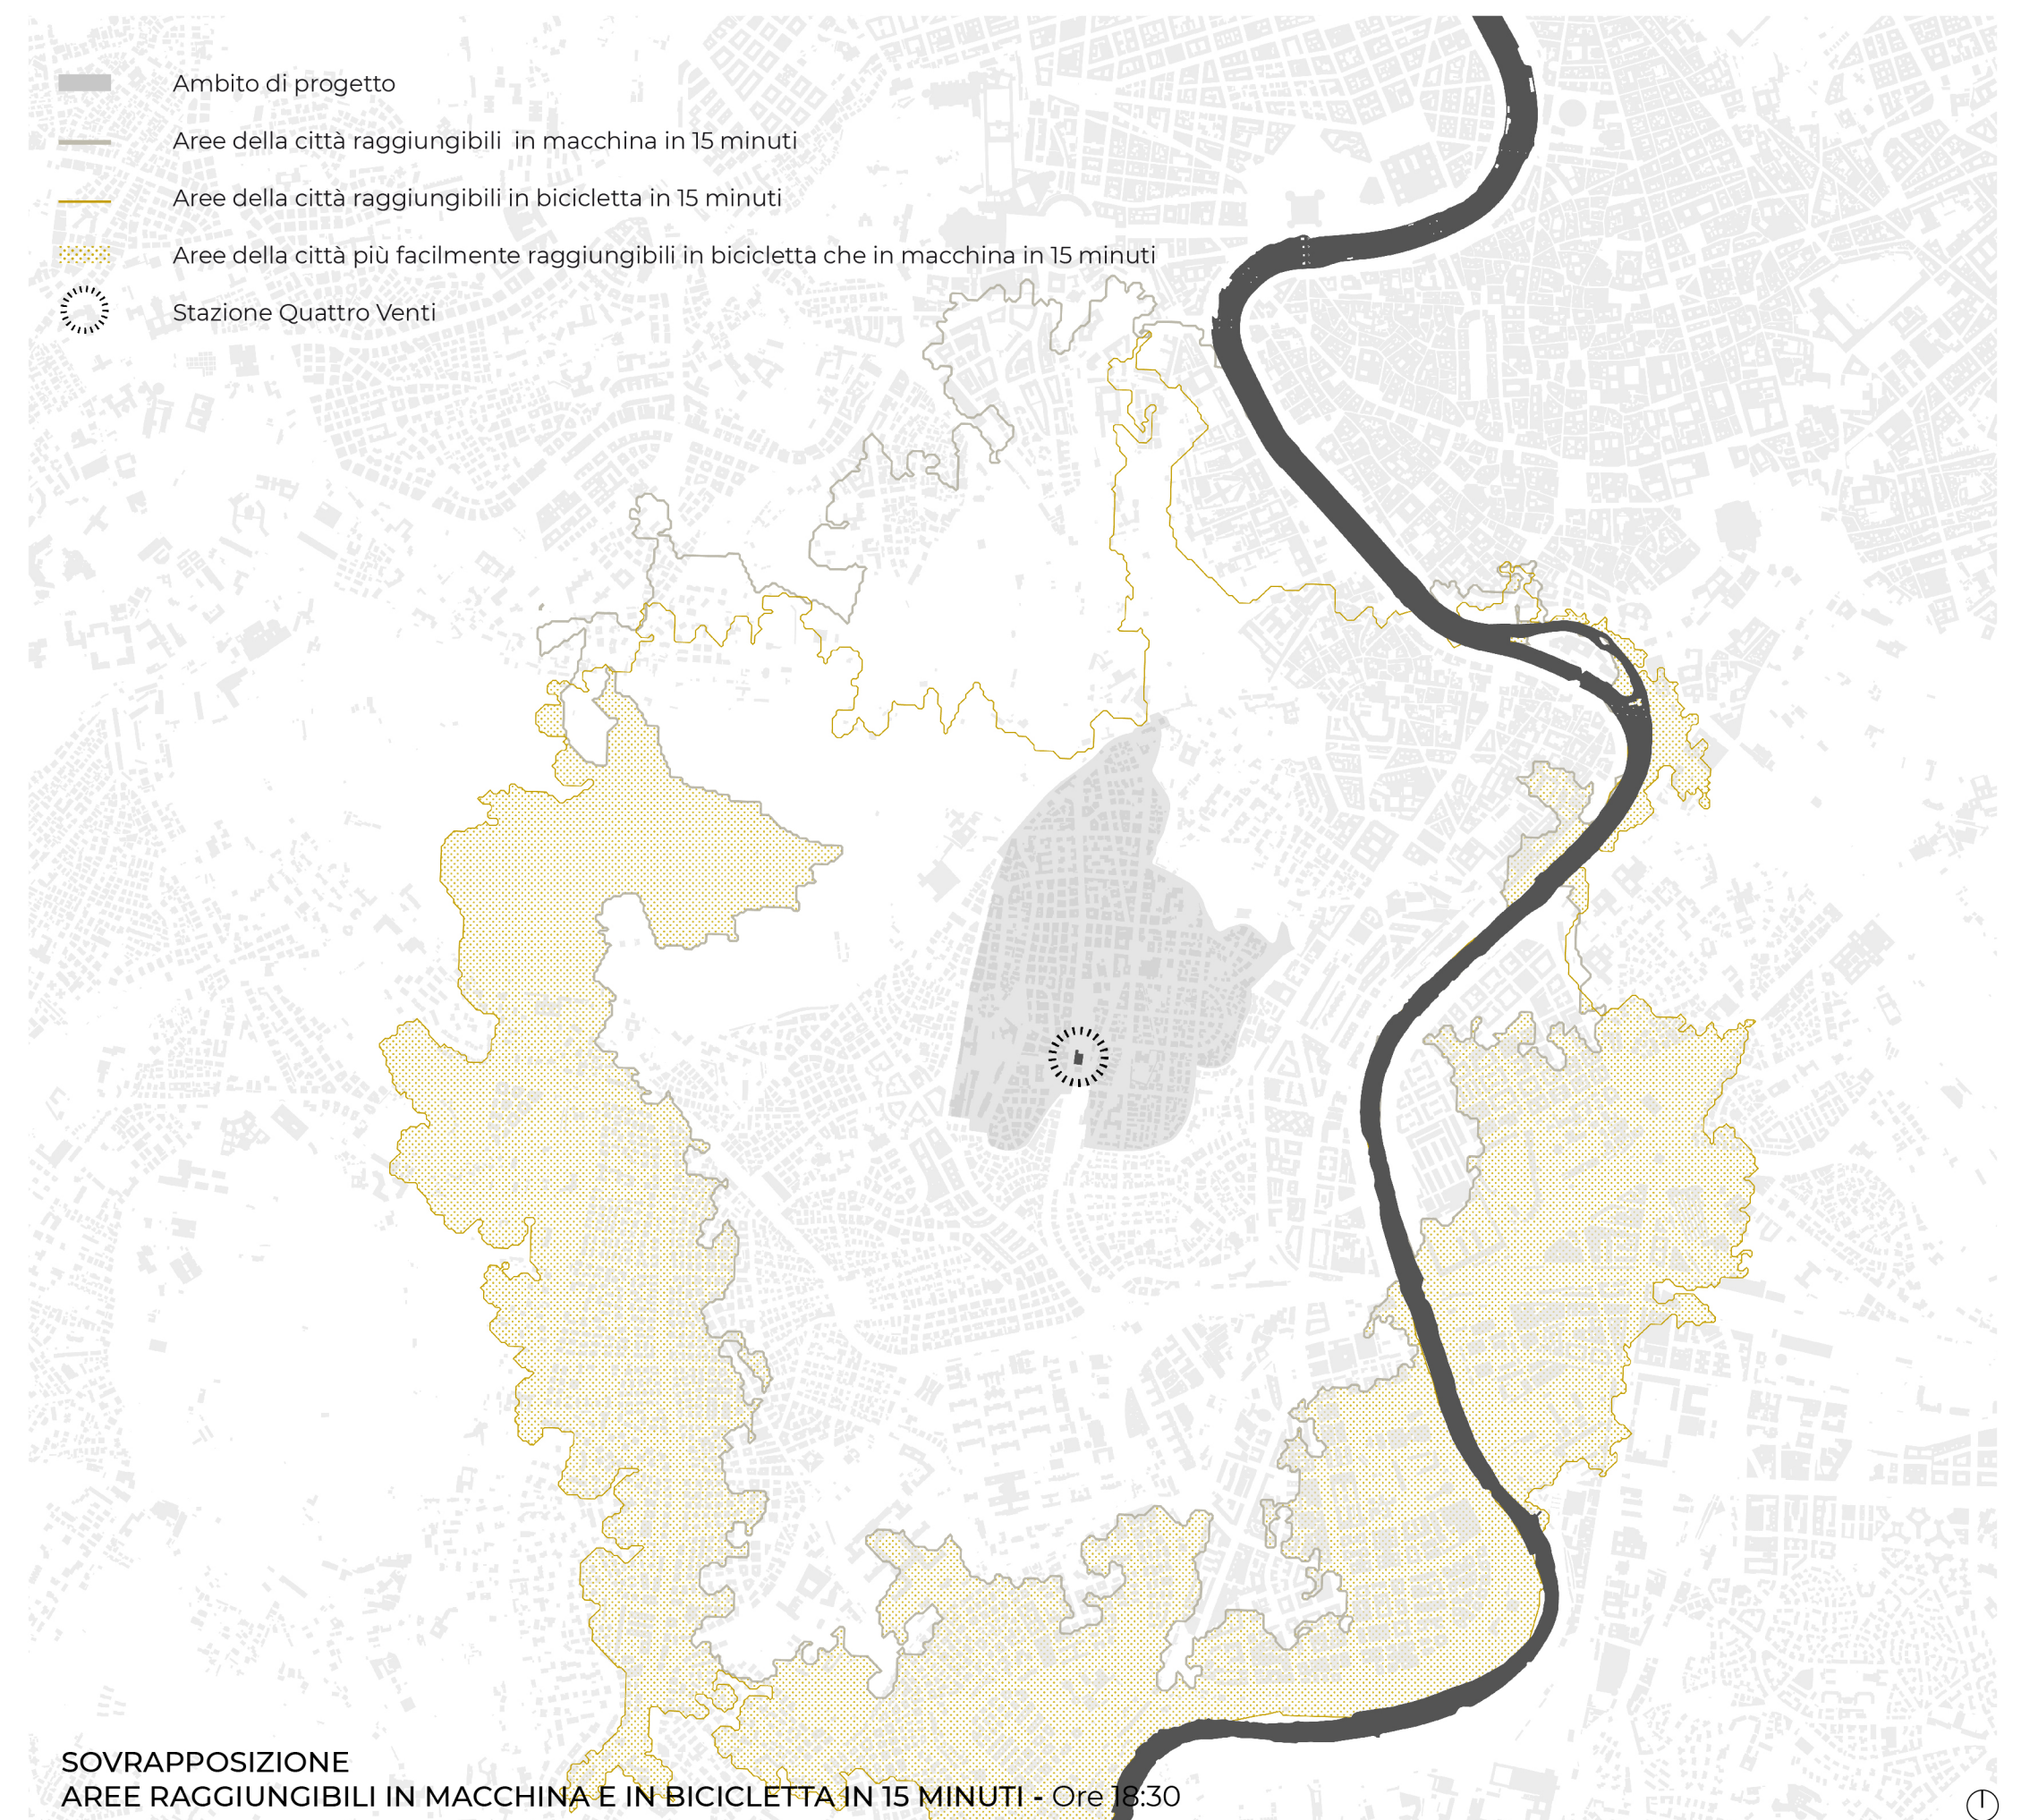 Ambito di progetto
Aree della città raggiungibili  in macchina in 15 minuti
Aree della città raggiungibili in bicicletta in 15 minuti
Aree della città più facilmente raggiungibili in bicicletta che in macchina in 15 minuti
Stazione Quattro Venti
SOVRAPPOSIZIONE
AREE RAGGIUNGIBILI IN MACCHINA E IN BICICLETTA IN 15 MINUTI - Ore 18:30